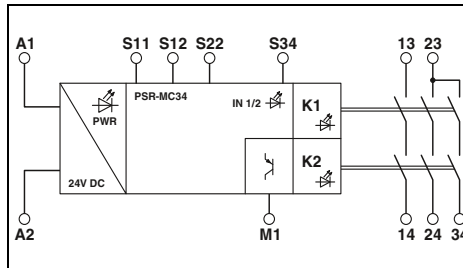 A1 S11 S12 S22 S34 13 23
PSR-MC34 IN 1/2 K1
PWR
K2
24V DC
A2 M1 14 24 34